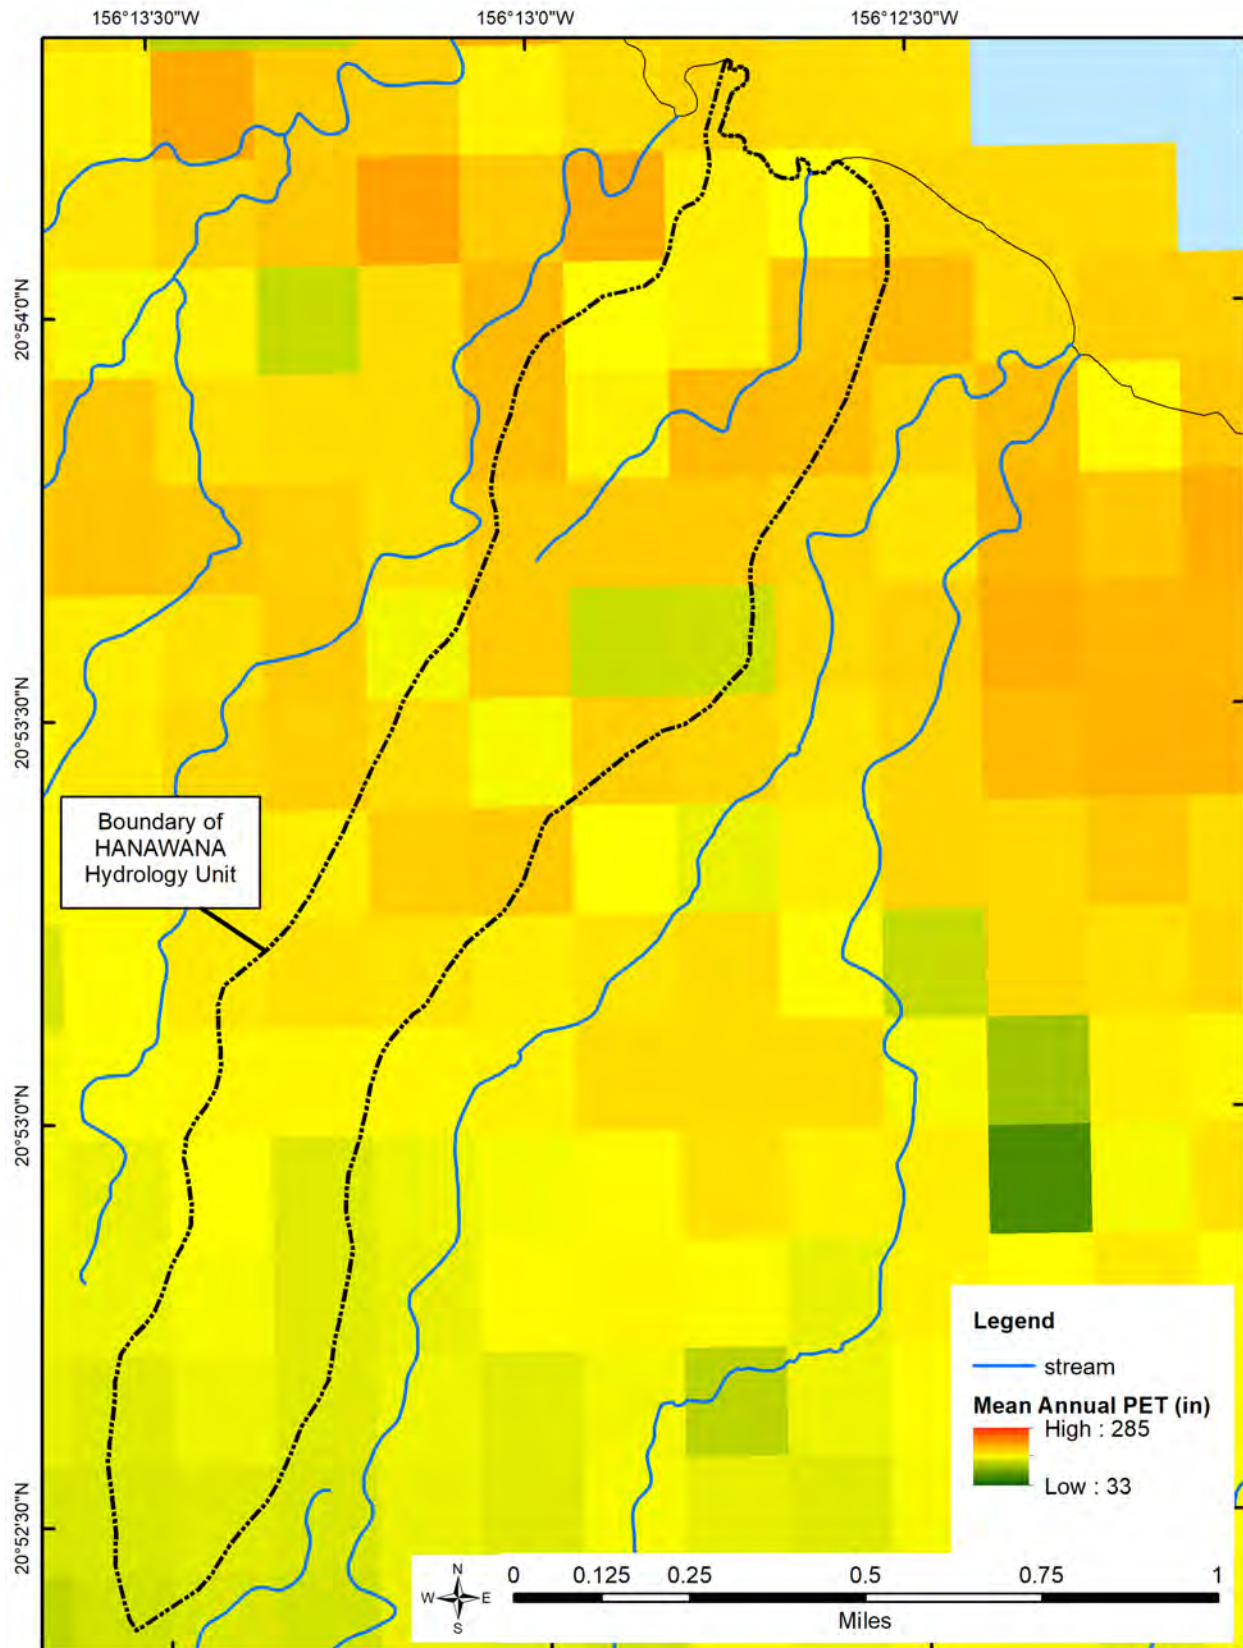 156°13'30"W
156°13'0"W
156°12'30"W
20°54'0"N
20°53'30"N
20°53'0"N
20°52'30"N
Boundary of
HANAWANA
Hydrology Unit
Legend
stream
Mean Annual PET (in)
High : 285
Low : 33
N
W
E
S
0
0.125
0.25
0.5
0.75
1
Miles